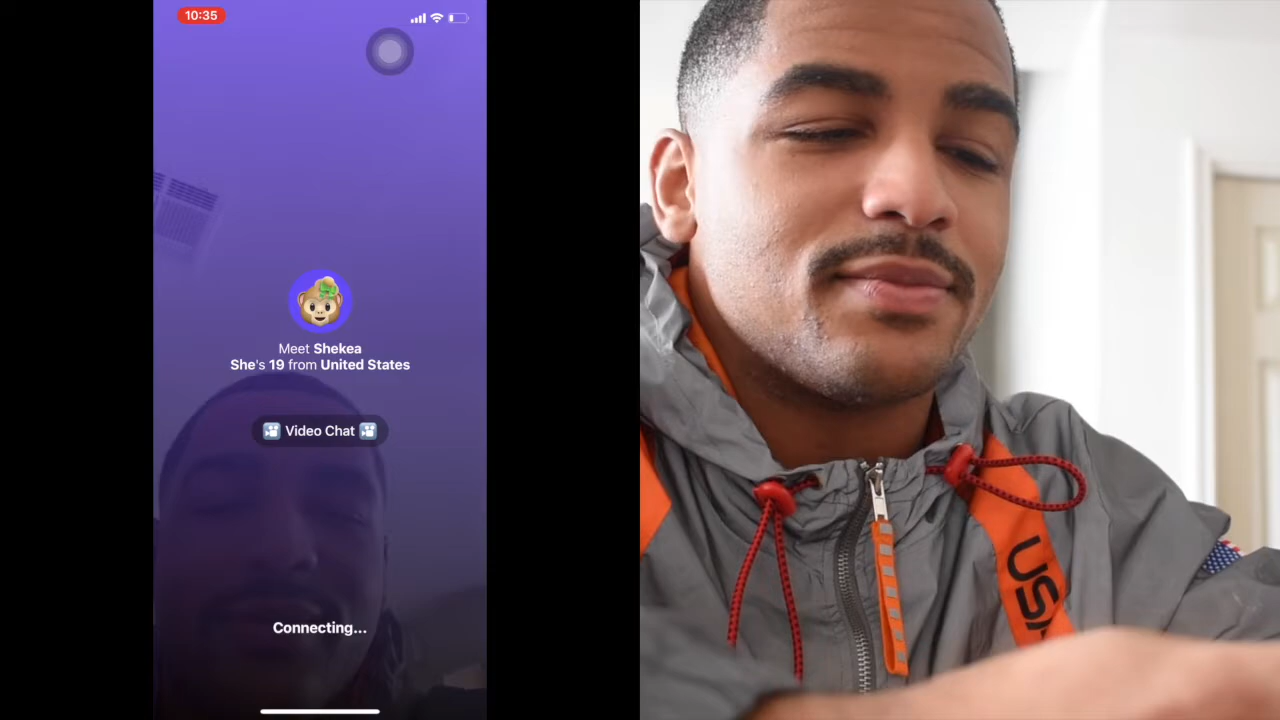 10:35
Meet Shekea
She's 19 from United States
Video Chat
Connecting...
USA